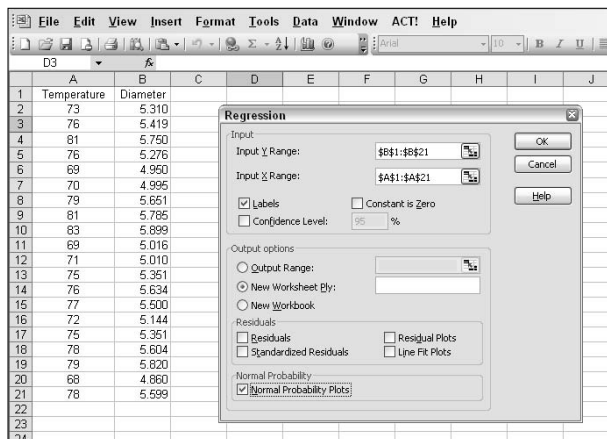 File Edit View Insert Format Tools Data Window ACT! Help
Arial 10 B I U
D3 fx
A B C D E F G H I J
1 Temperature Diameter
2 73 5.310
3 76 5.419
4 81 5.750
5 76 5.276
6 69 4.950
7 70 4.995
8 79 5.651
9 81 5.785
10 83 5.899
11 69 5.016
12 71 5.010
13 75 5.351
14 76 5.634
15 77 5.500
16 72 5.144
17 75 5.351
18 78 5.604
19 79 5.820
20 68 4.860
21 78 5.599
22
23
24
Regression
Input
Input Y Range: $B$1:$B$21
Input X Range: $A$1:$A$21
Labels Constant is Zero
Confidence Level: 95 %
OK
Cancel
Help
Output options
Output Range:
New Worksheet Ply:
New Workbook
Residuals
Residuals Residual Plots
Standardized Residuals Line Fit Plots
Normal Probability
Normal Probability Plots